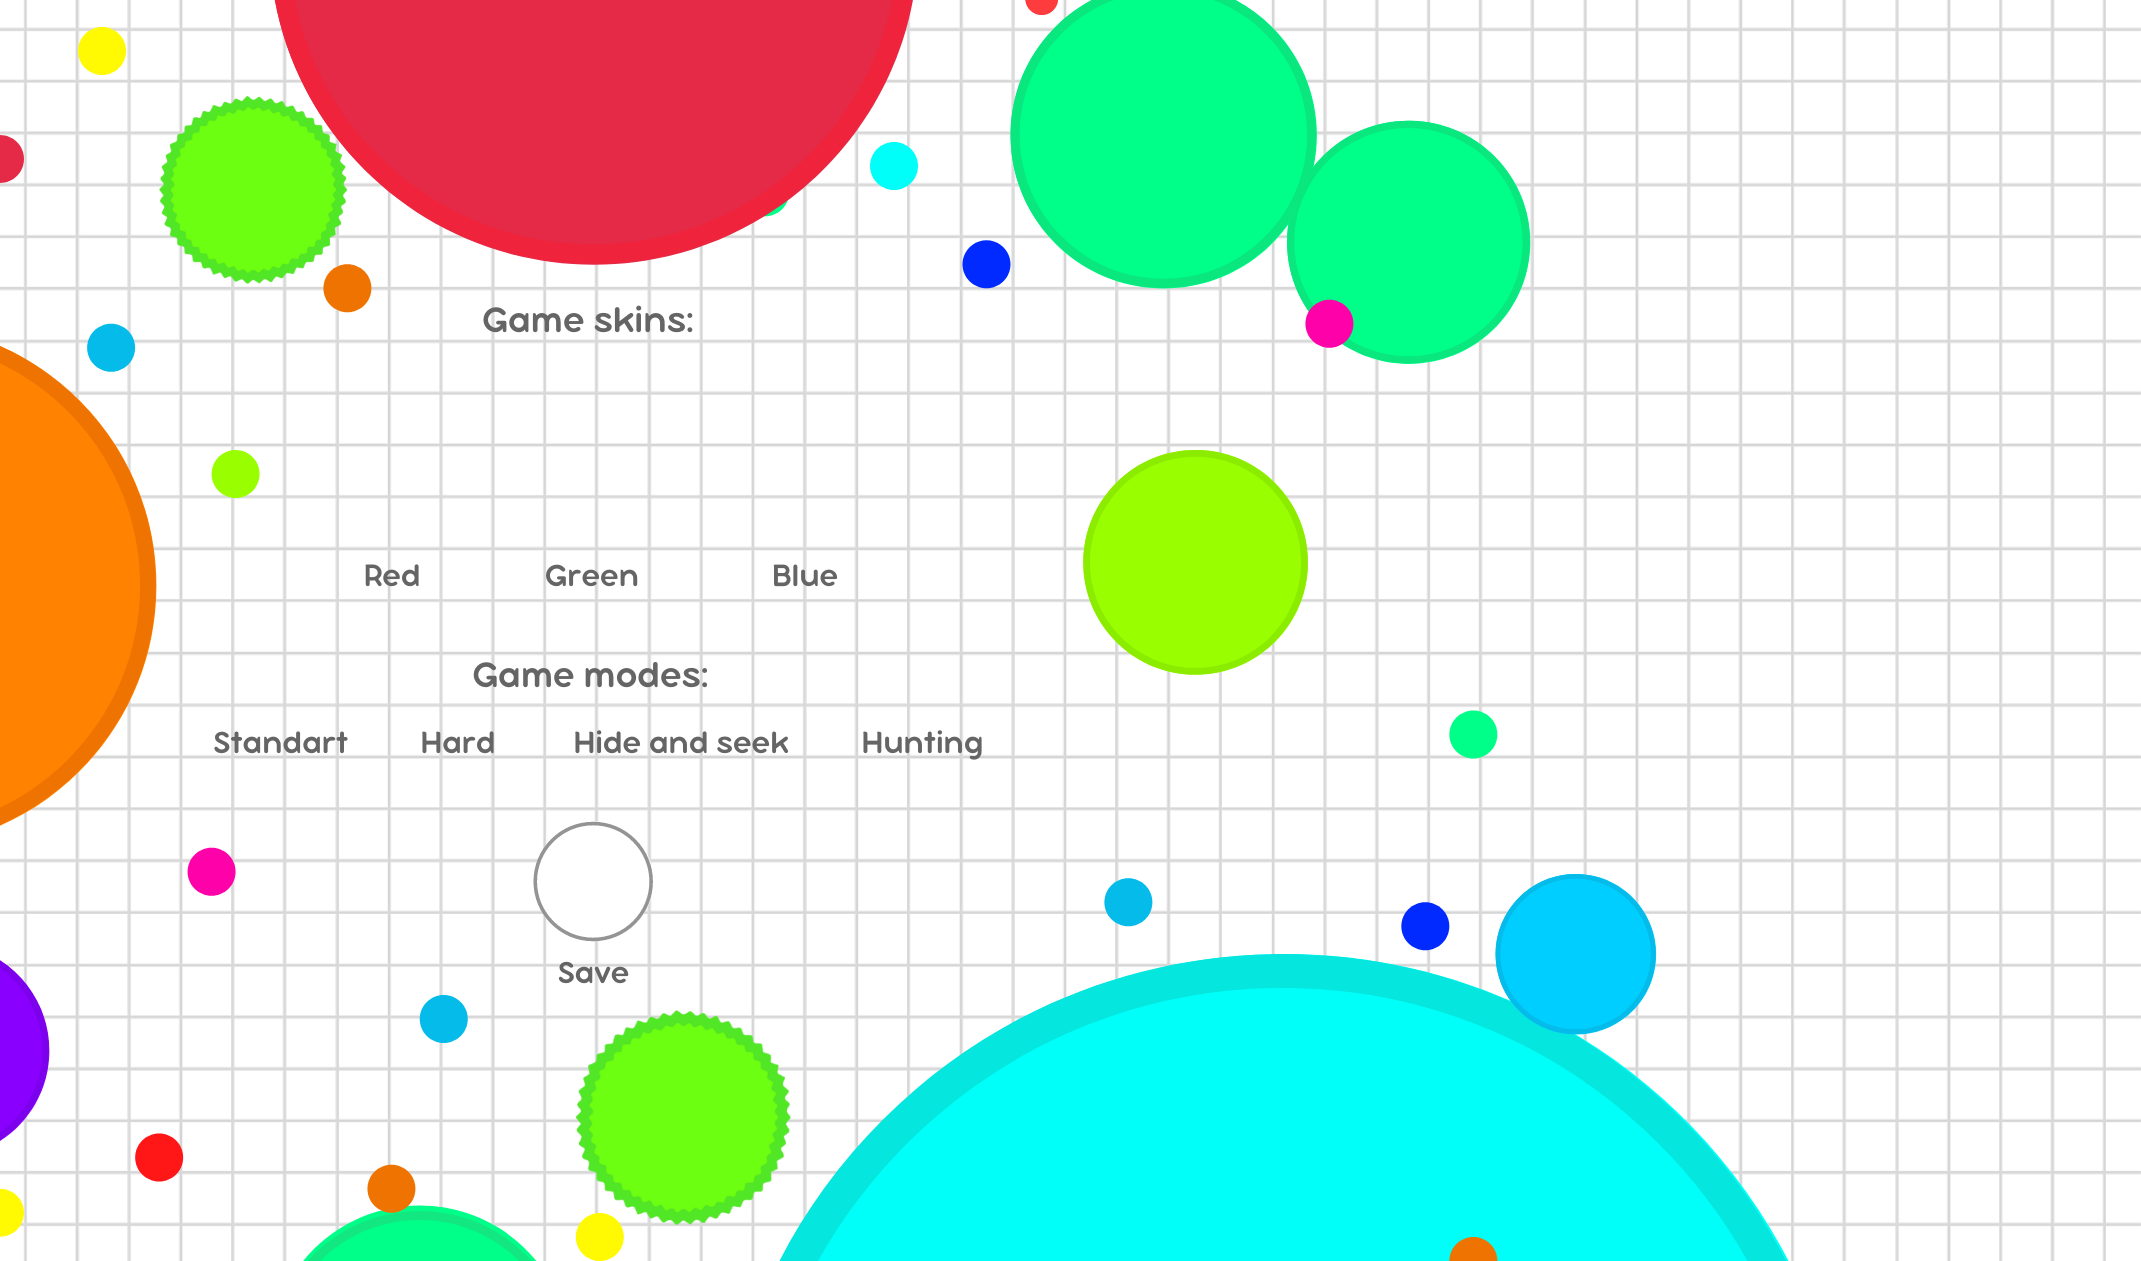 Game skins:
Red Green Blue
Game modes:
Standart Hard Hide and seek Hunting
Save